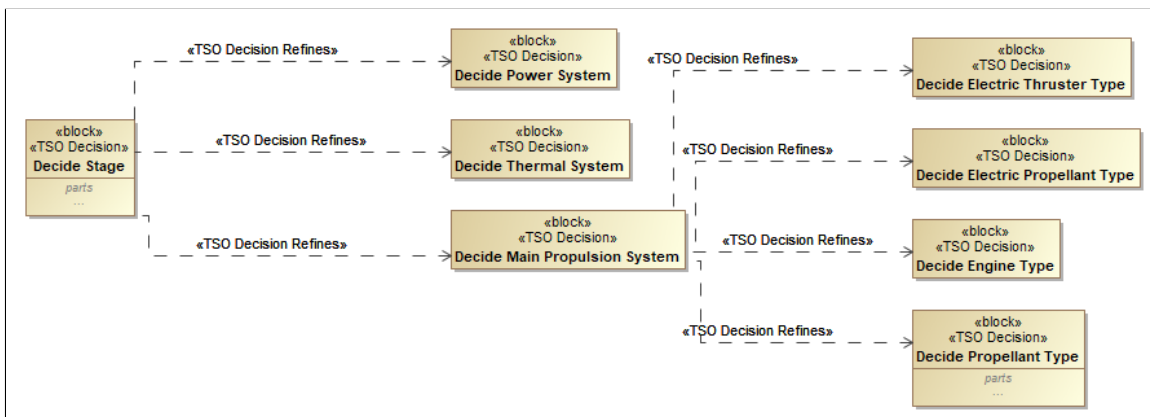 «block»
«TSO Decision»
Decide Stage
parts
...
«TSO Decision Refines»
«TSO Decision Refines»
«TSO Decision Refines»
«block»
«TSO Decision»
Decide Power System
«block»
«TSO Decision»
Decide Thermal System
«block»
«TSO Decision»
Decide Main Propulsion System
«TSO Decision Refines»
«TSO Decision Refines»
«TSO Decision Refines»
«TSO Decision Refines»
«block»
«TSO Decision»
Decide Electric Thruster Type
«block»
«TSO Decision»
Decide Electric Propellant Type
«block»
«TSO Decision»
Decide Engine Type
«block»
«TSO Decision»
Decide Propellant Type
parts
...